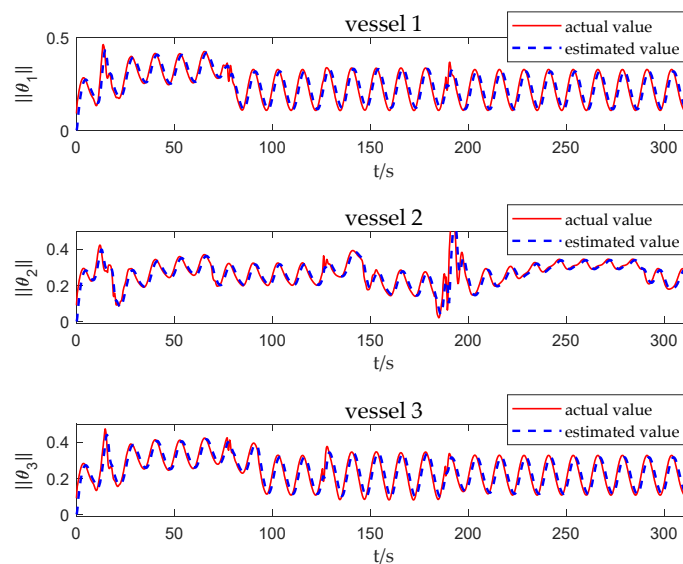 vessel 1
actual value
estimated value
||θ1||
0.5
0
0 50 100 150 200 250 300
t/s
vessel 2
actual value
estimated value
||θ2||
0.4
0.2
0
0 50 100 150 200 250 300
t/s
vessel 3
actual value
estimated value
||θ3||
0.4
0.2
0
0 50 100 150 200 250 300
t/s